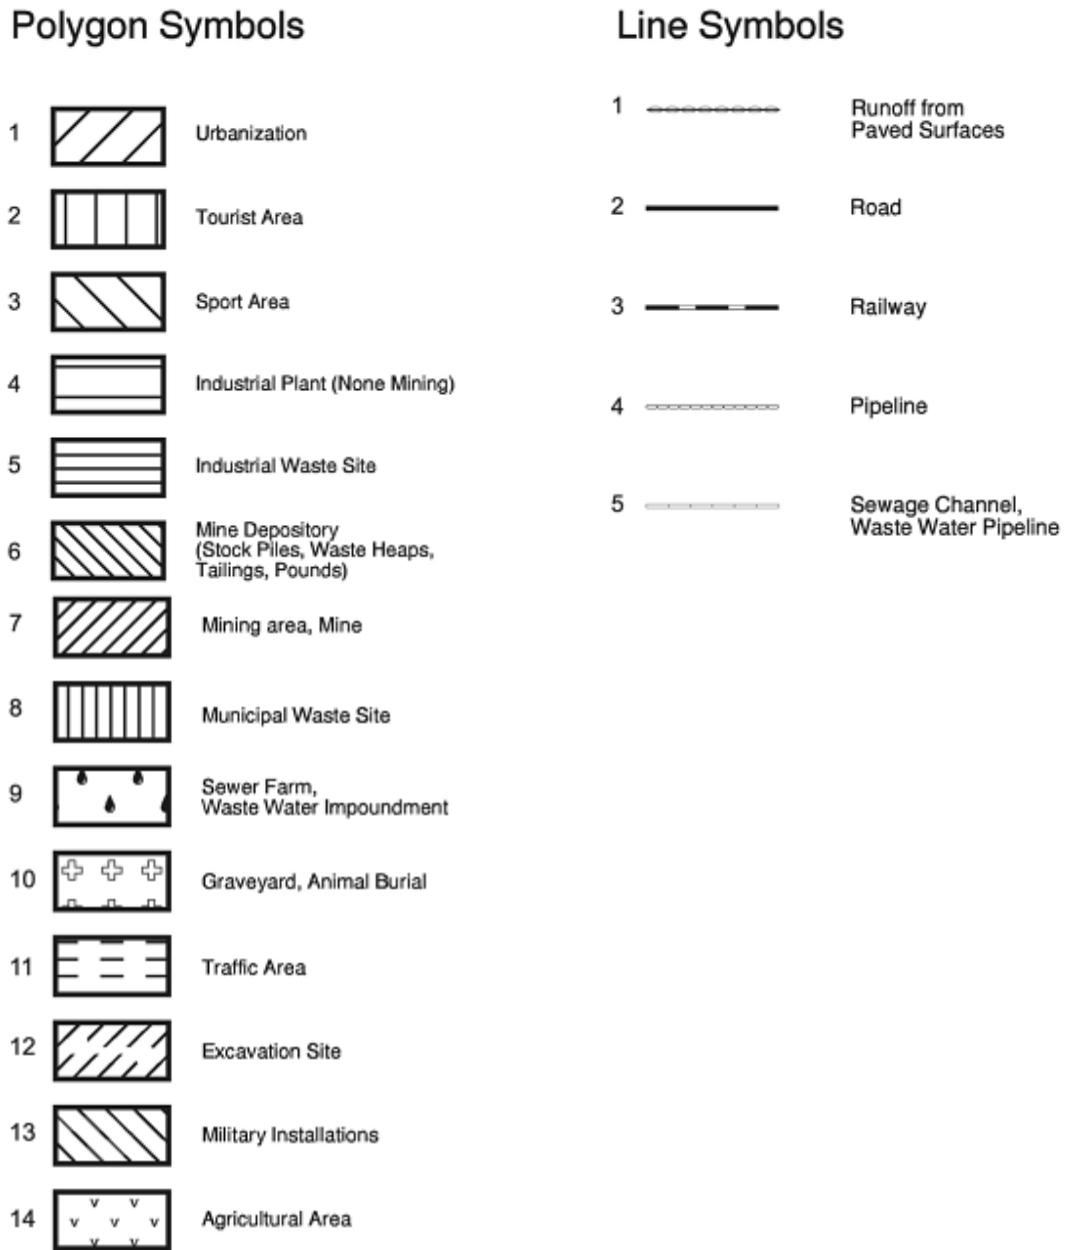 Polygon Symbols
1 Urbanization
2 Tourist Area
3 Sport Area
4 Industrial Plant (None Mining)
5 Industrial Waste Site
6 Mine Depository
(Stock Piles, Waste Heaps,
Tailings, Pounds)
7 Mining area, Mine
8 Municipal Waste Site
9 Sewer Farm,
Waste Water Impoundment
10 Graveyard, Animal Burial
11 Traffic Area
12 Excavation Site
13 Military Installations
14 Agricultural Area
Line Symbols
1 Runoff from
Paved Surfaces
2 Road
3 Railway
4 Pipeline
5 Sewage Channel,
Waste Water Pipeline